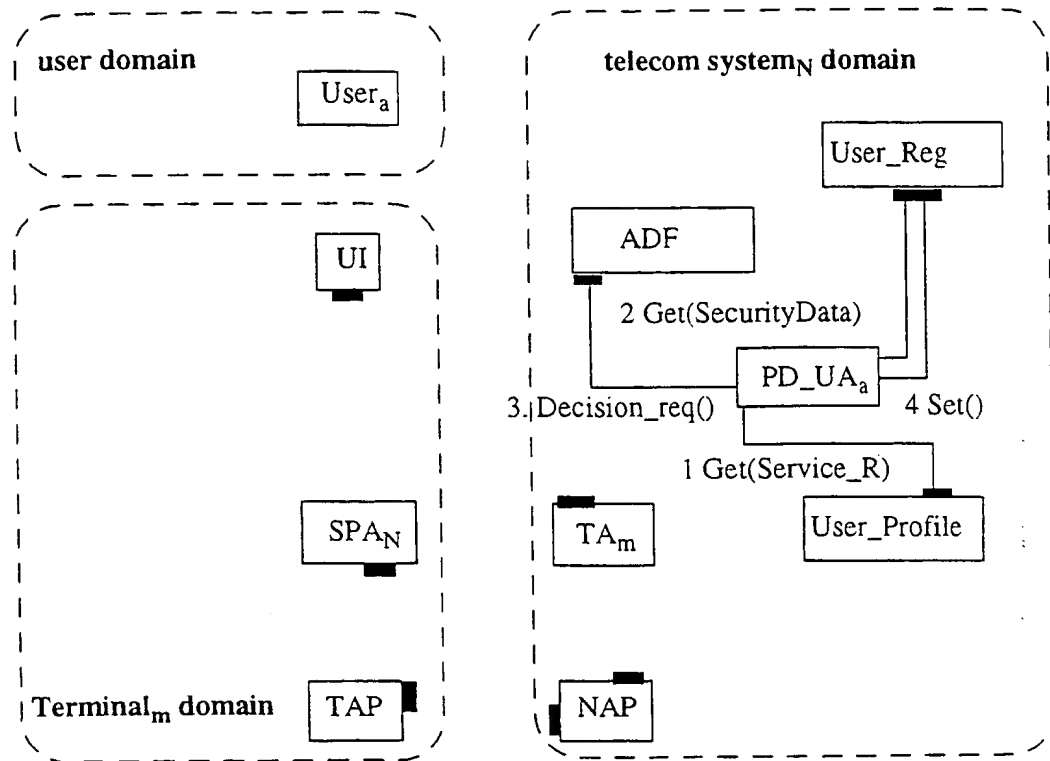 user domain
User_a
telecom system_N domain
User_Reg
UI
ADF
2 Get(SecurityData)
PD_UA_a
3. Decision_req()
4 Set()
1 Get(Service_R)
SPA_N
TA_m
User_Profile
Terminal_m domain
TAP
NAP